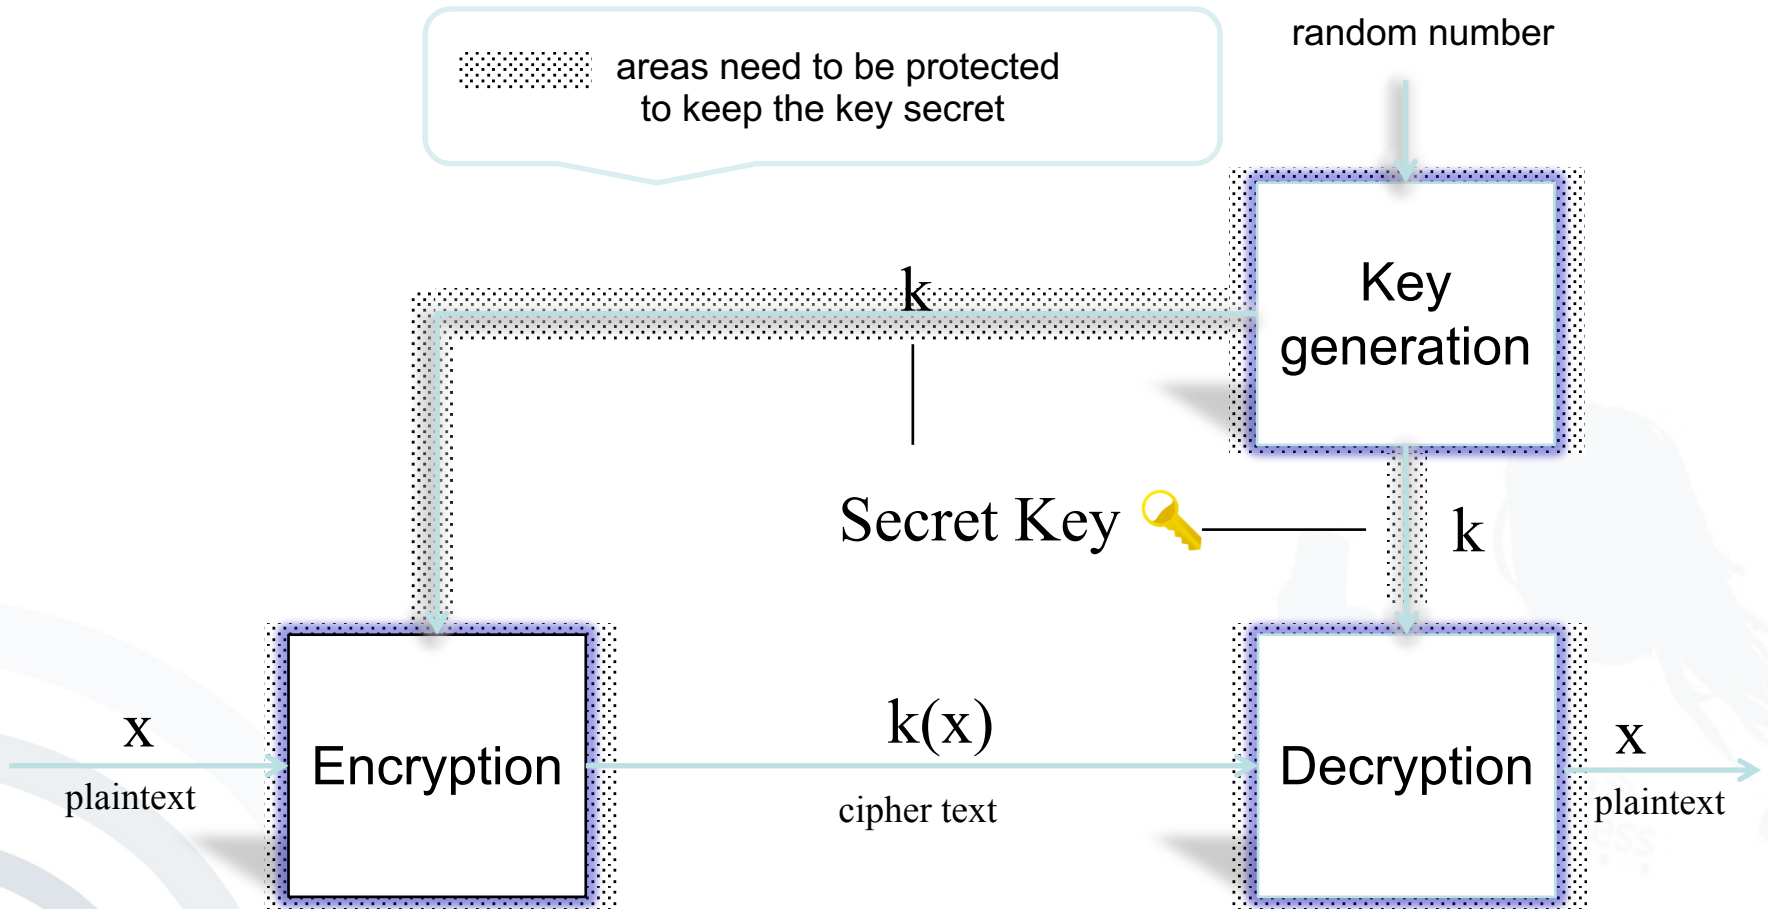 random number
areas need to be protected
to keep the key secret
Key
generation
k
Secret Key
k
x
plaintext
Encryption
k(x)
cipher text
Decryption
x
plaintext